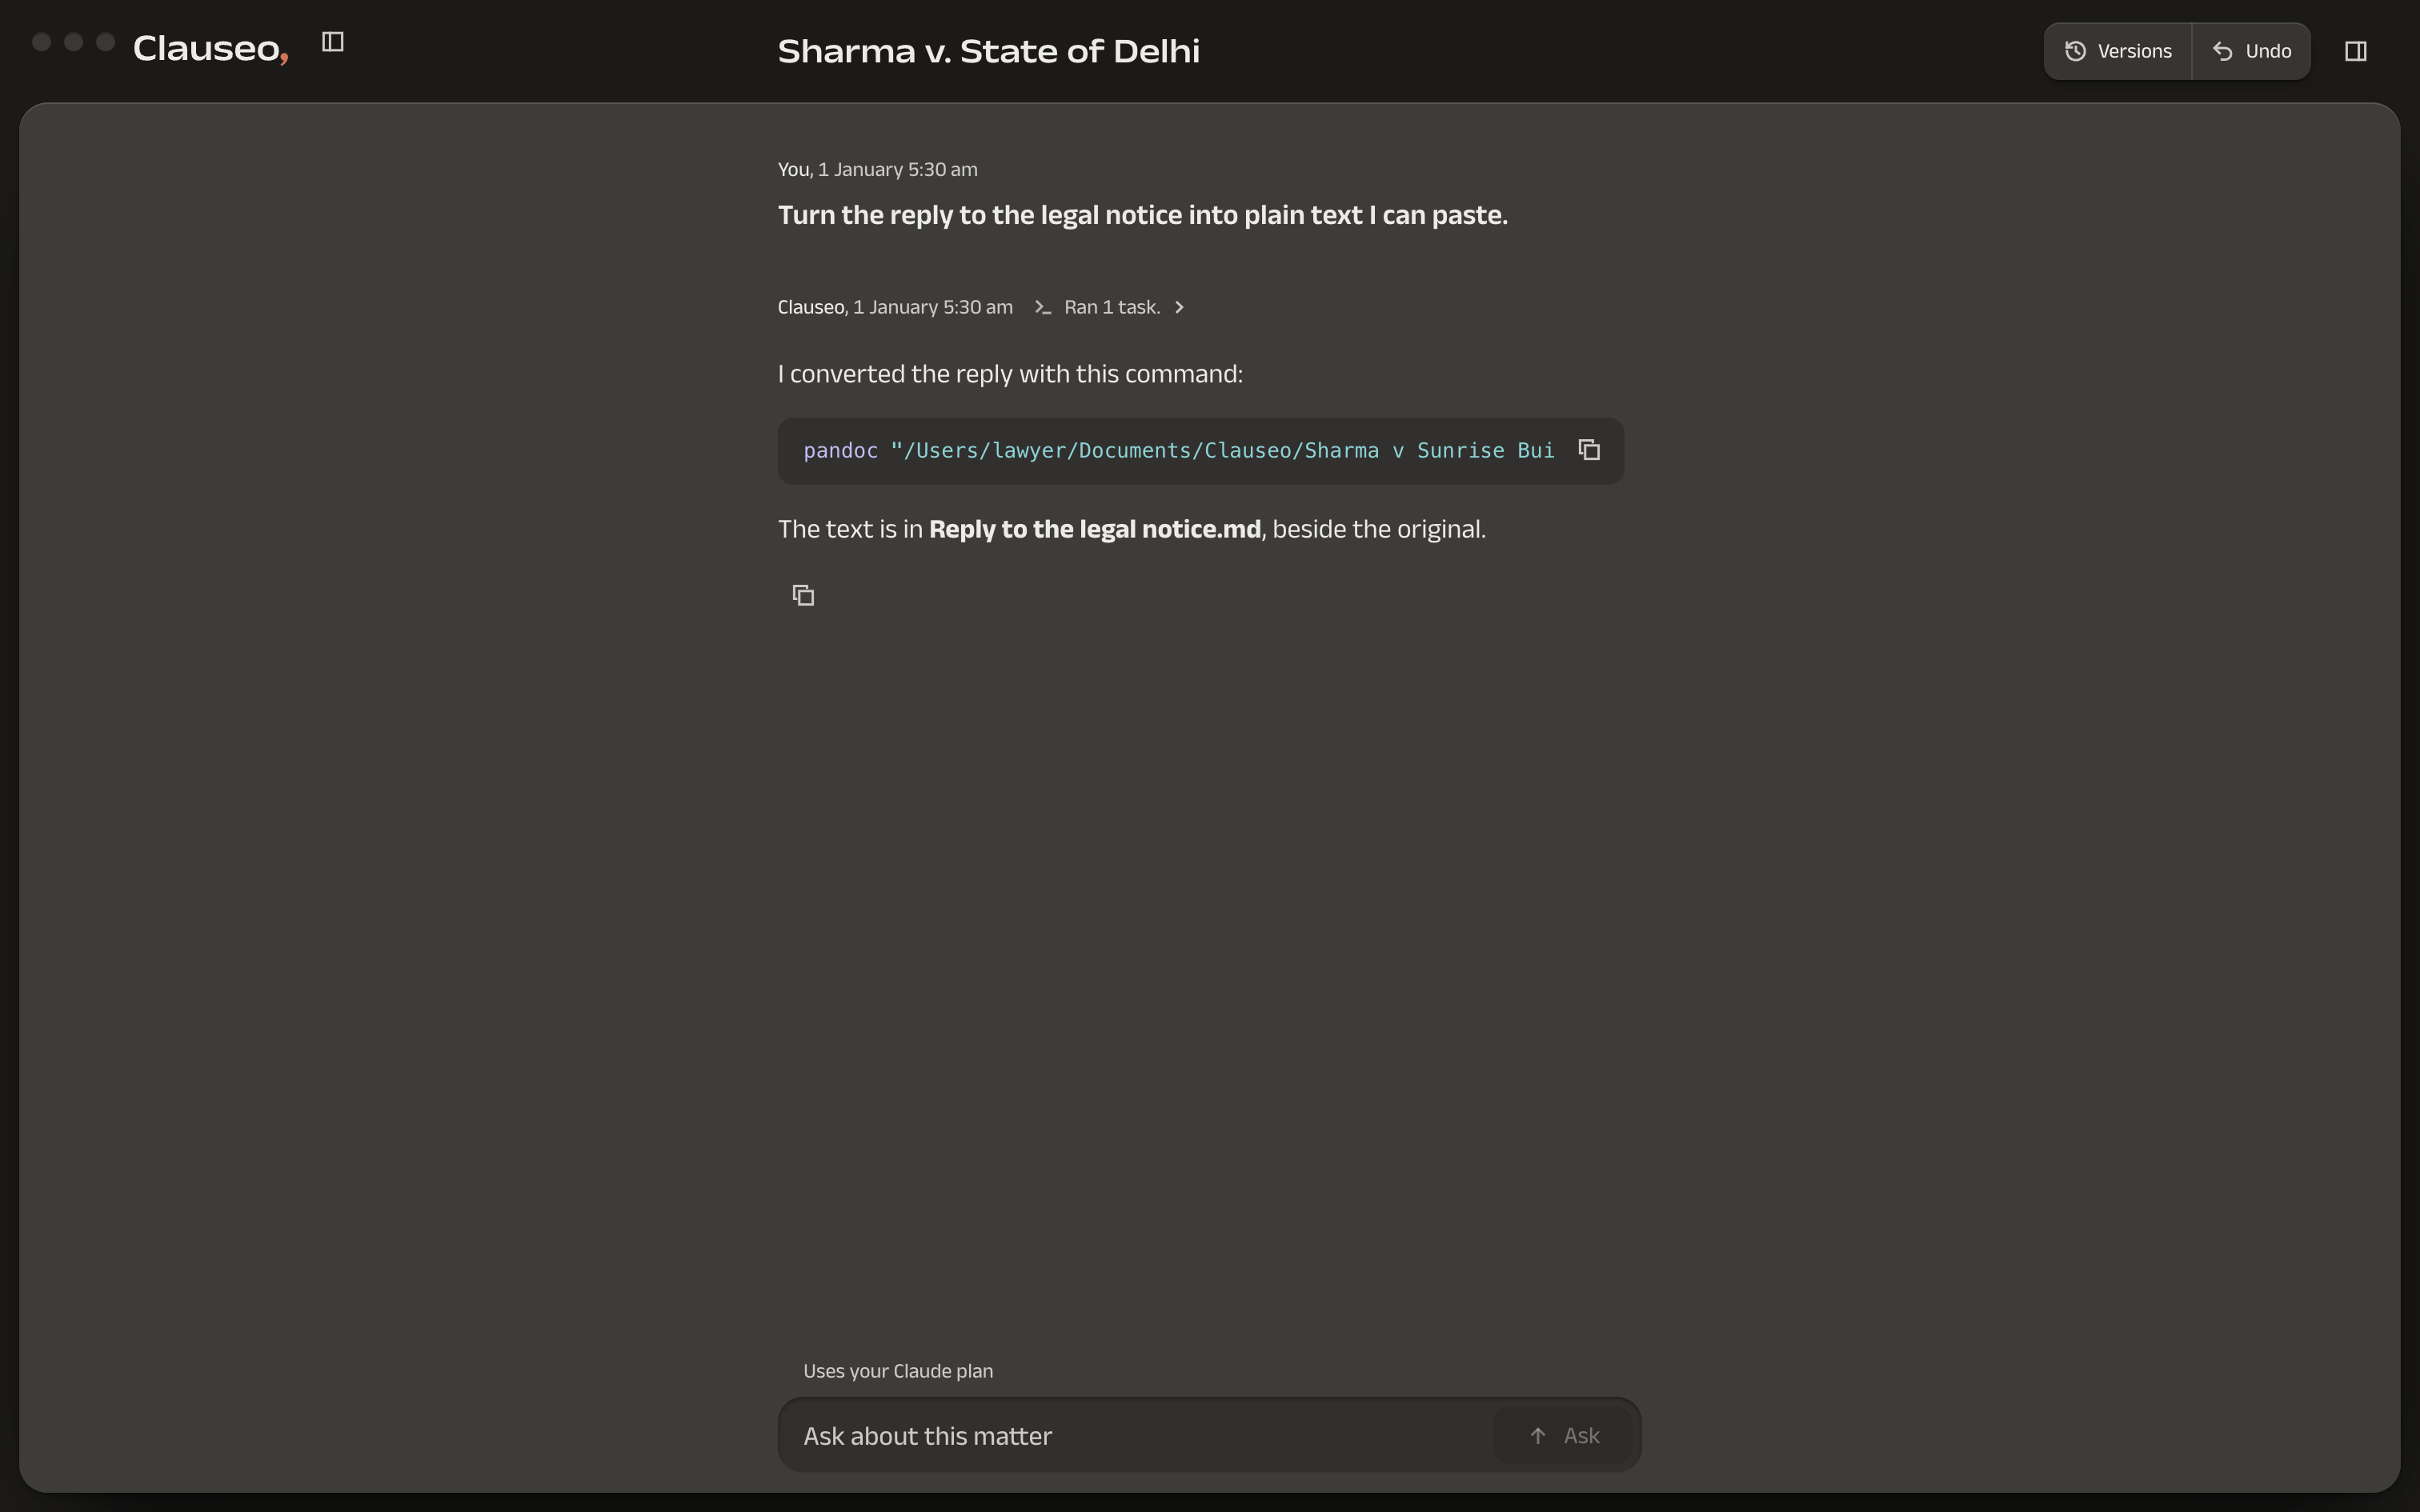 Clauseo,
Sharma v. State of Delhi
Versions
Undo
You, 1 January 5:30 am
Turn the reply to the legal notice into plain text I can paste.
Clauseo, 1 January 5:30 am
Ran 1 task.
I converted the reply with this command:
pandoc "/Users/lawyer/Documents/Clauseo/Sharma v Sunrise Bui
The text is in Reply to the legal notice.md, beside the original.
Uses your Claude plan
Ask about this matter
Ask